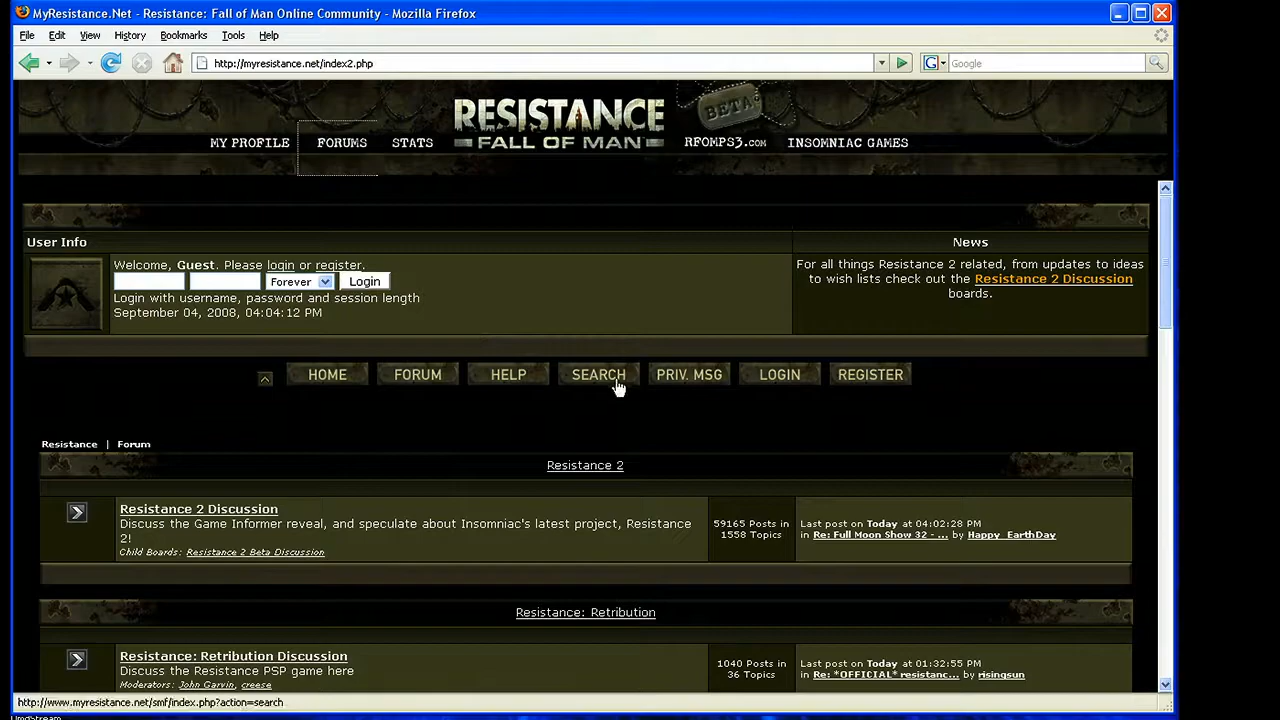 MyResistance.Net - Resistance: Fall of Man Online Community - Mozilla Firefox
File Edit View History Bookmarks Tools Help
http://myresistance.net/index2.php
G Google
RESISTANCE
FALL OF MAN
BETA
MY PROFILE FORUMS STATS RFOMPS3.COM INSOMNIAC GAMES
User Info
News
Welcome, Guest. Please login or register.
Forever Login
Login with username, password and session length
September 04, 2008, 04:04:12 PM
For all things Resistance 2 related, from updates to ideas
to wish lists check out the Resistance 2 Discussion
boards.
HOME FORUM HELP SEARCH PRIV. MSG LOGIN REGISTER
Resistance | Forum
Resistance 2
Resistance 2 Discussion
Discuss the Game Informer reveal, and speculate about Insomniac's latest project, Resistance
2!
Child Boards: Resistance 2 Beta Discussion
59165 Posts in
1558 Topics
Last post on Today at 04:02:28 PM
in Re: Full Moon Show 32 - ... by Happy_EarthDay
Resistance: Retribution
Resistance: Retribution Discussion
Discuss the Resistance PSP game here
Moderators: John Garvin, creese
1040 Posts in
36 Topics
Last post on Today at 01:32:55 PM
in Re: *OFFICIAL* resistanc... by risingsun
http://www.myresistance.net/smf/index.php?action=search